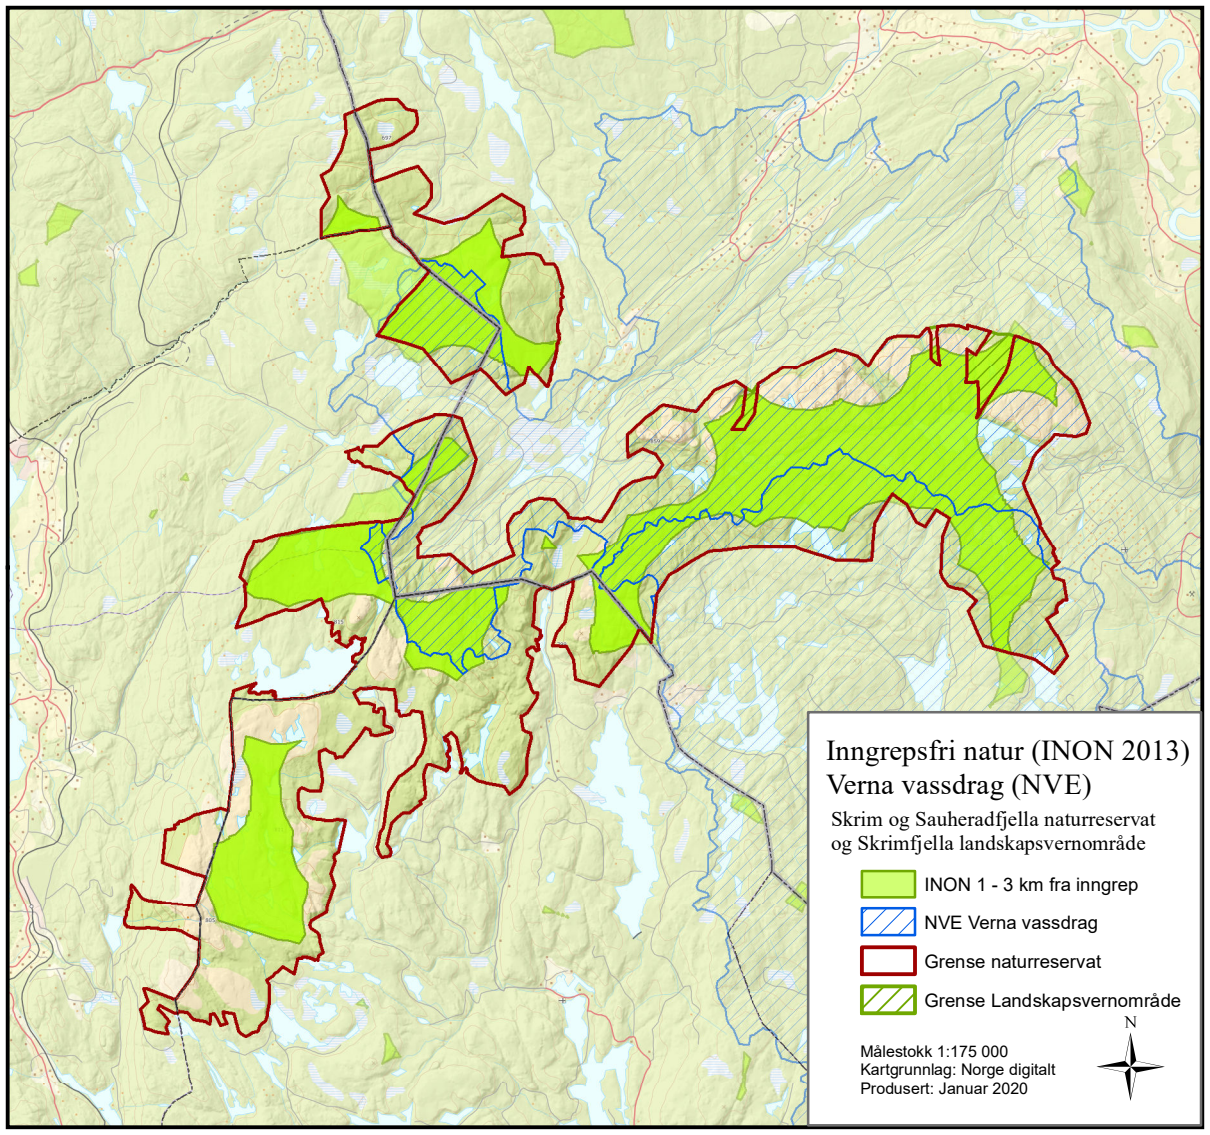 Inngrepsfri natur (INON 2013)
Verna vassdrag (NVE)
Skrim og Sauheradfjella naturreservat
og Skrimfjella landskapsvernområde
INON 1 - 3 km fra inngrep
NVE Verna vassdrag
Grense naturreservat
Grense Landskapsvernområde
N
Målestokk 1:175 000
Kartgrunnlag: Norge digitalt
Produsert: Januar 2020